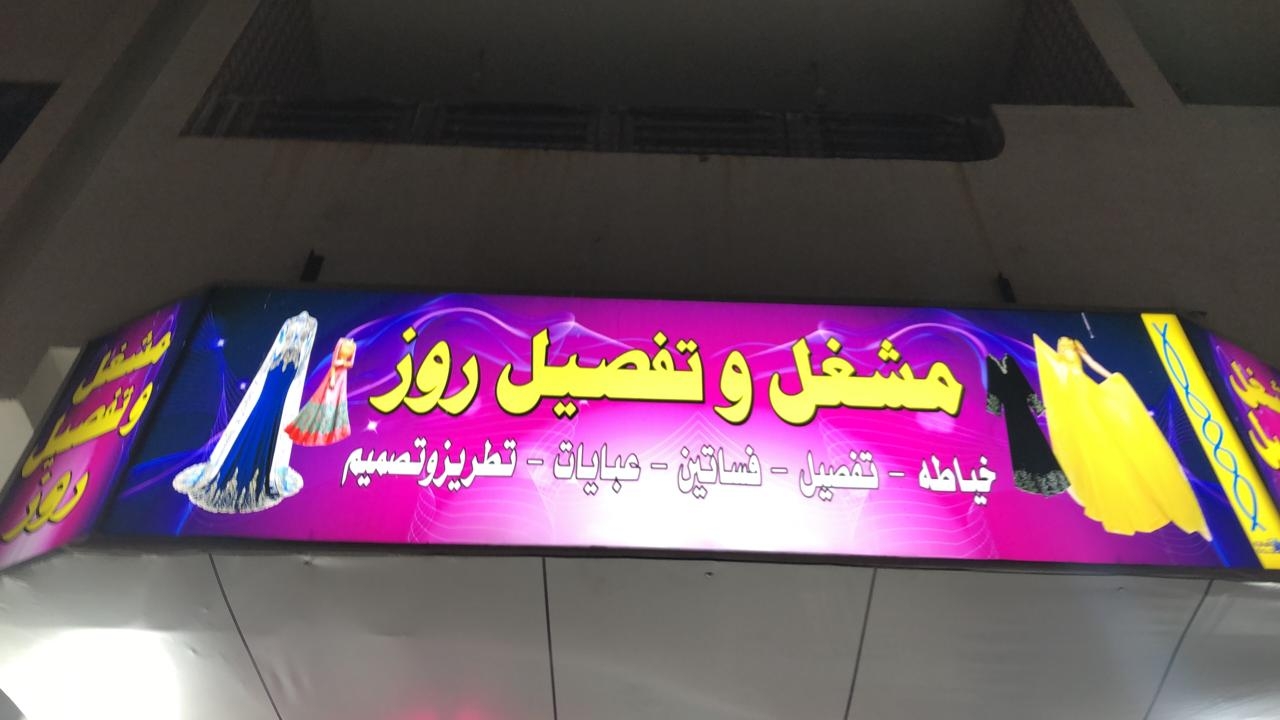 مشغل و تفصيل روز
خياطه - تفصيل - فساتين - عبايات - تطريزوتصميم
مشغل
وتفصيل
روز